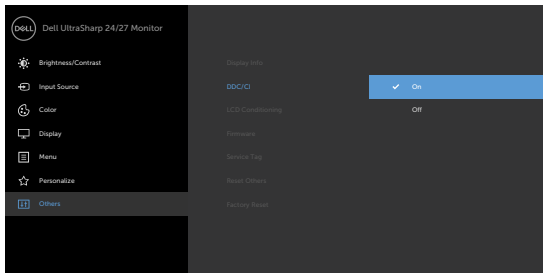 DELL
Dell UltraSharp 24/27 Monitor
Brightness/Contrast
Input Source
Color
Display
Menu
Personalize
Others
Display Info
DDC/CI
LCD Conditioning
Firmware
Service Tag
Reset Others
Factory Reset
On
Off